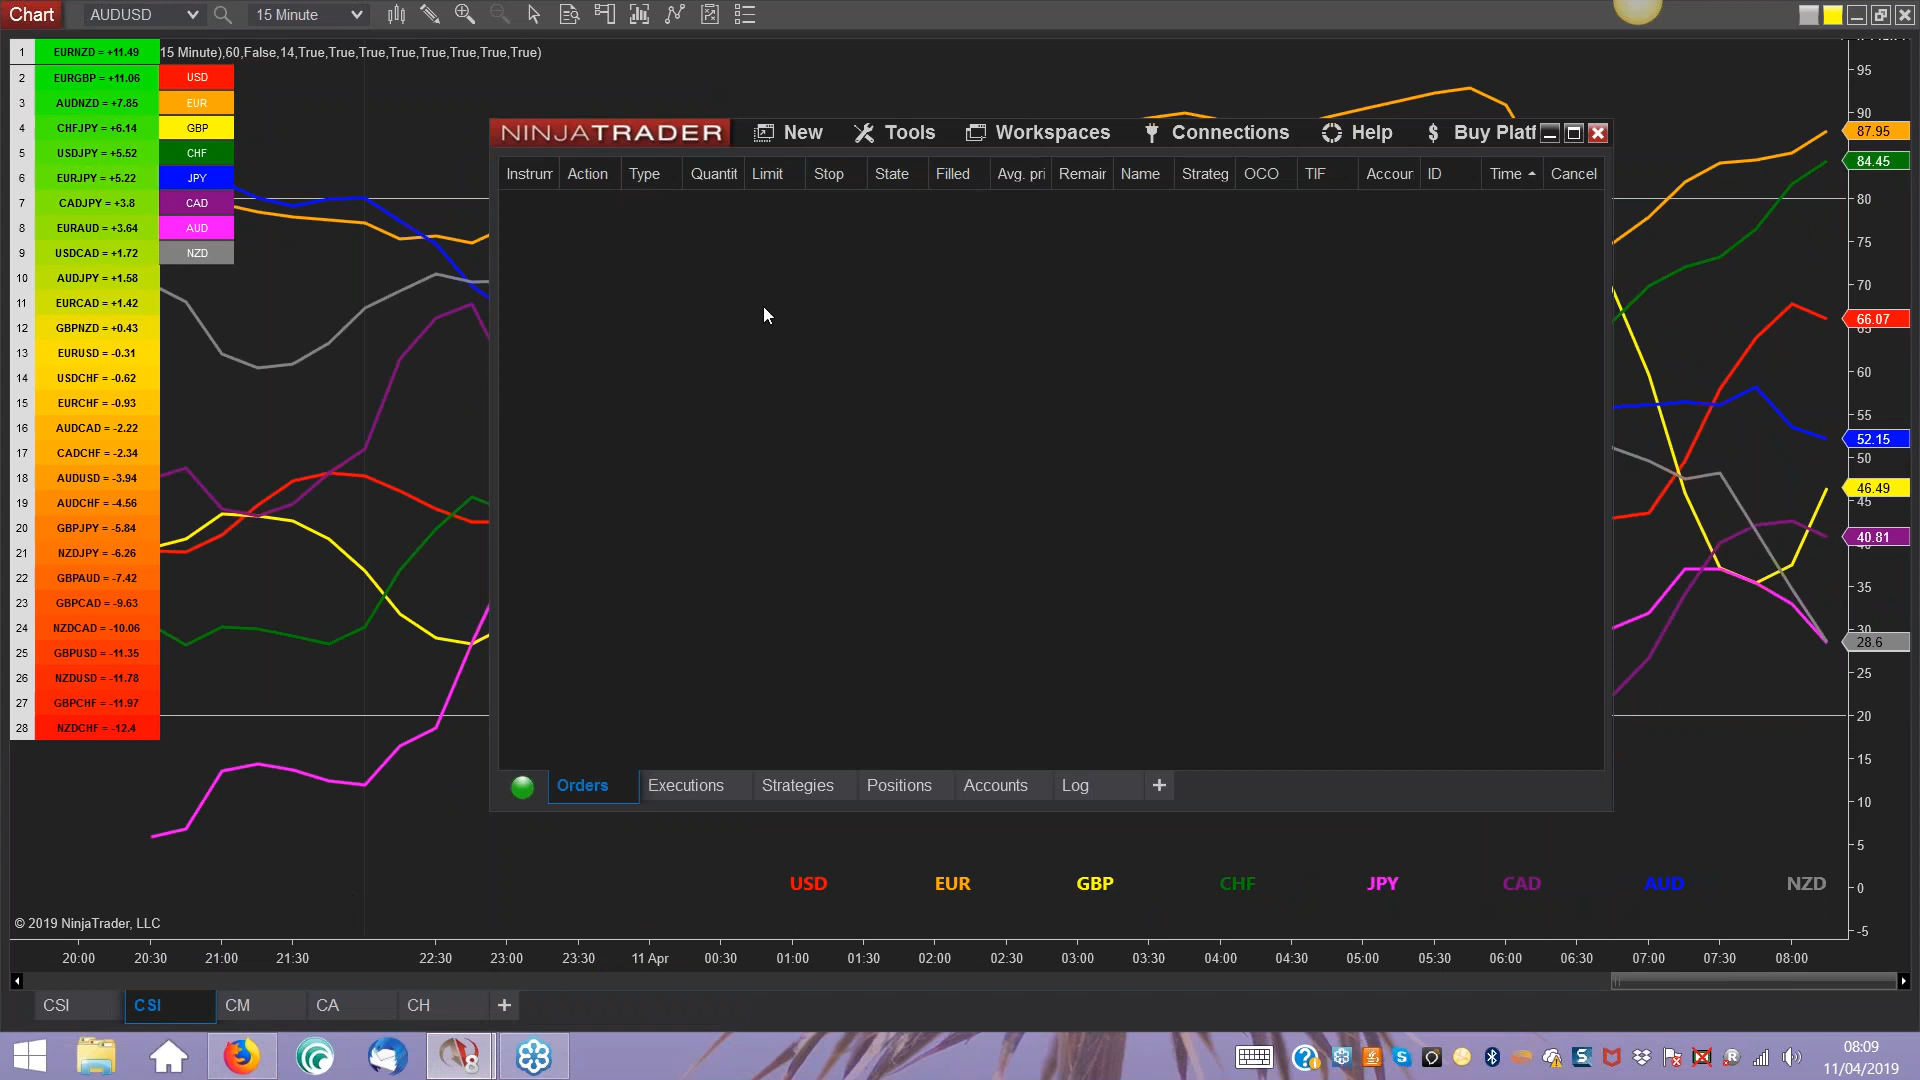 Chart AUDUSD 15 Minute
15 Minute),60,False,14,True,True,True,True,True,True,True,True)
1 EURNZD = +11.49
2 EURGBP = +11.06 USD
3 AUDNZD = +7.85 EUR
4 CHFJPY = +6.14 GBP
5 USDJPY = +5.52 CHF
6 EURJPY = +5.22 JPY
7 CADJPY = +3.8 CAD
8 EURAUD = +3.64 AUD
9 USDCAD = +1.72 NZD
10 AUDJPY = +1.58
11 EURCAD = +1.42
12 GBPNZD = +0.43
13 EURUSD = -0.31
14 USDCHF = -0.62
15 EURCHF = -0.93
16 AUDCAD = -2.22
17 CADCHF = -2.34
18 AUDUSD = -3.94
19 AUDCHF = -4.56
20 GBPJPY = -5.84
21 NZDJPY = -6.26
22 GBPAUD = -7.42
23 GBPCAD = -9.63
24 NZDCAD = -10.06
25 GBPUSD = -11.35
26 NZDUSD = -11.78
27 GBPCHF = -11.97
28 NZDCHF = -12.4
NINJATRADER New Tools Workspaces Connections Help $ Buy Platf
Instrum Action Type Quantit Limit Stop State Filled Avg. pri Remair Name Strateg OCO TIF Accour ID Time Cancel
Orders Executions Strategies Positions Accounts Log +
95
90
87.95
84.45
80
75
70
66.07
65
60
55
52.15
50
46.49
45
40.81
35
30
28.6
25
20
15
10
5
0
-5
USD EUR GBP CHF JPY CAD AUD NZD
© 2019 NinjaTrader, LLC
20:00 20:30 21:00 21:30 22:30 23:00 23:30 11 Apr 00:30 01:00 01:30 02:00 02:30 03:00 03:30 04:00 04:30 05:00 05:30 06:00 06:30 07:00 07:30 08:00
CSI CSI CM CA CH +
08:09
11/04/2019